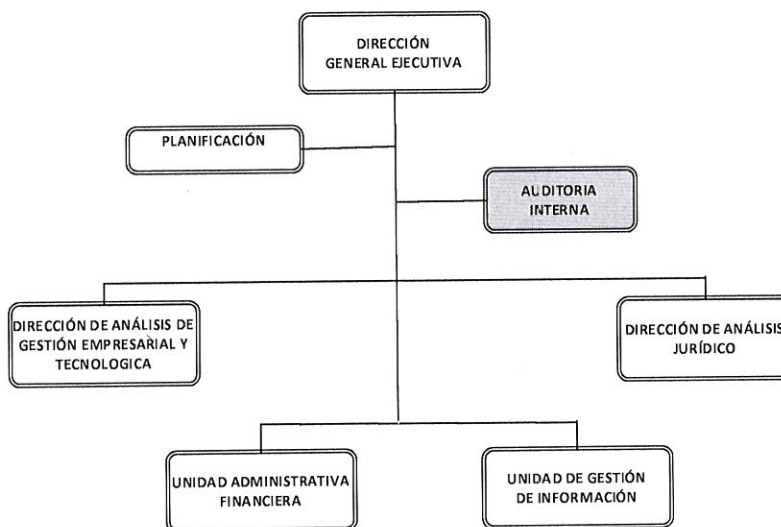 DIRECCIÓN
GENERAL EJECUTIVA
PLANIFICACIÓN
AUDITORIA
INTERNA
DIRECCIÓN DE ANÁLISIS DE
GESTIÓN EMPRESARIAL Y
TECNOLOGICA
DIRECCIÓN DE ANÁLISIS
JURÍDICO
UNIDAD ADMINISTRATIVA
FINANCIERA
UNIDAD DE GESTIÓN
DE INFORMACIÓN